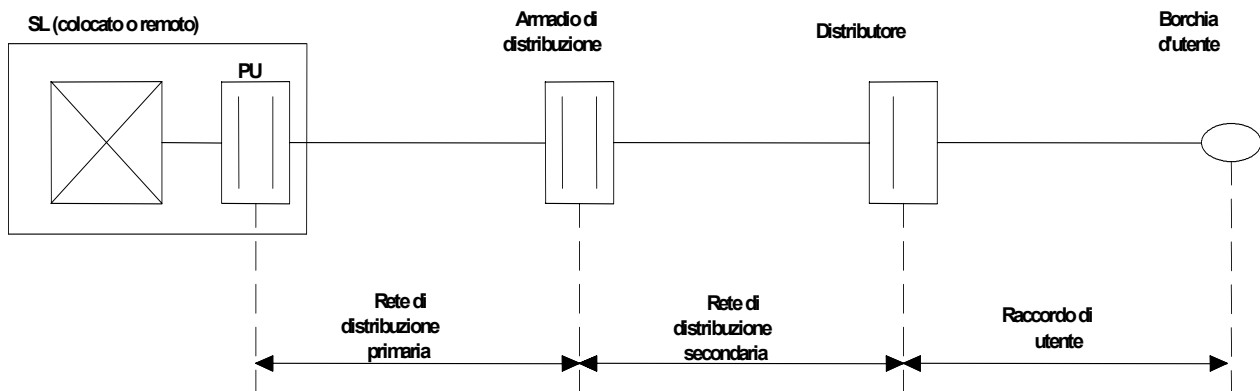 SL (colocato o remoto)
PU
Armadio di
distribuzione
Distributore
Borchia
d'utente
Rete di
distribuzione
primaria
Rete di
distribuzione
secondaria
Raccordo di
utente